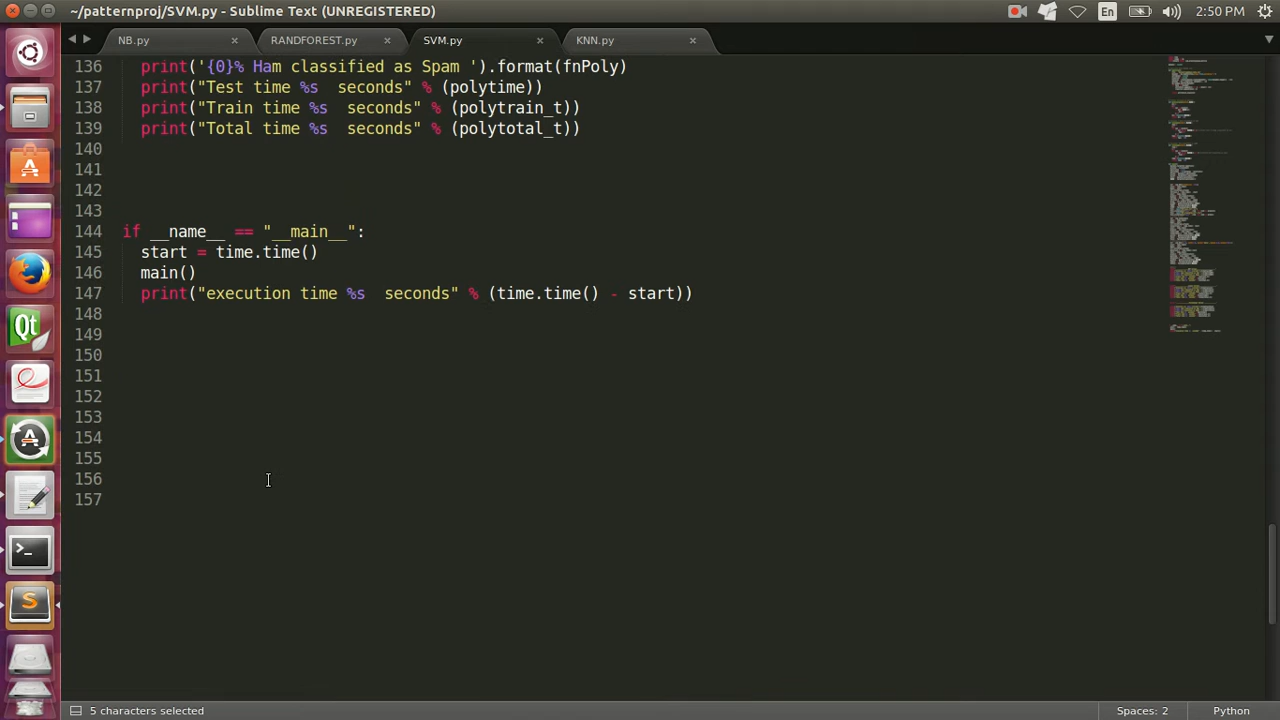 ~/patternproj/SVM.py - Sublime Text (UNREGISTERED)
En
2:50 PM
NB.py
RANDFOREST.py
SVM.py
KNN.py
136 print('{0}% Ham classified as Spam ').format(fnPoly)
137 print("Test time %s  seconds" % (polytime))
138 print("Train time %s  seconds" % (polytrain_t))
139 print("Total time %s  seconds" % (polytotal_t))
140
141
142
143
144 if __name__ == "__main__":
145 start = time.time()
146 main()
147 print("execution time %s  seconds" % (time.time() - start))
148
149
150
151
152
153
154
155
156
157
Qt
5 characters selected
Spaces: 2
Python